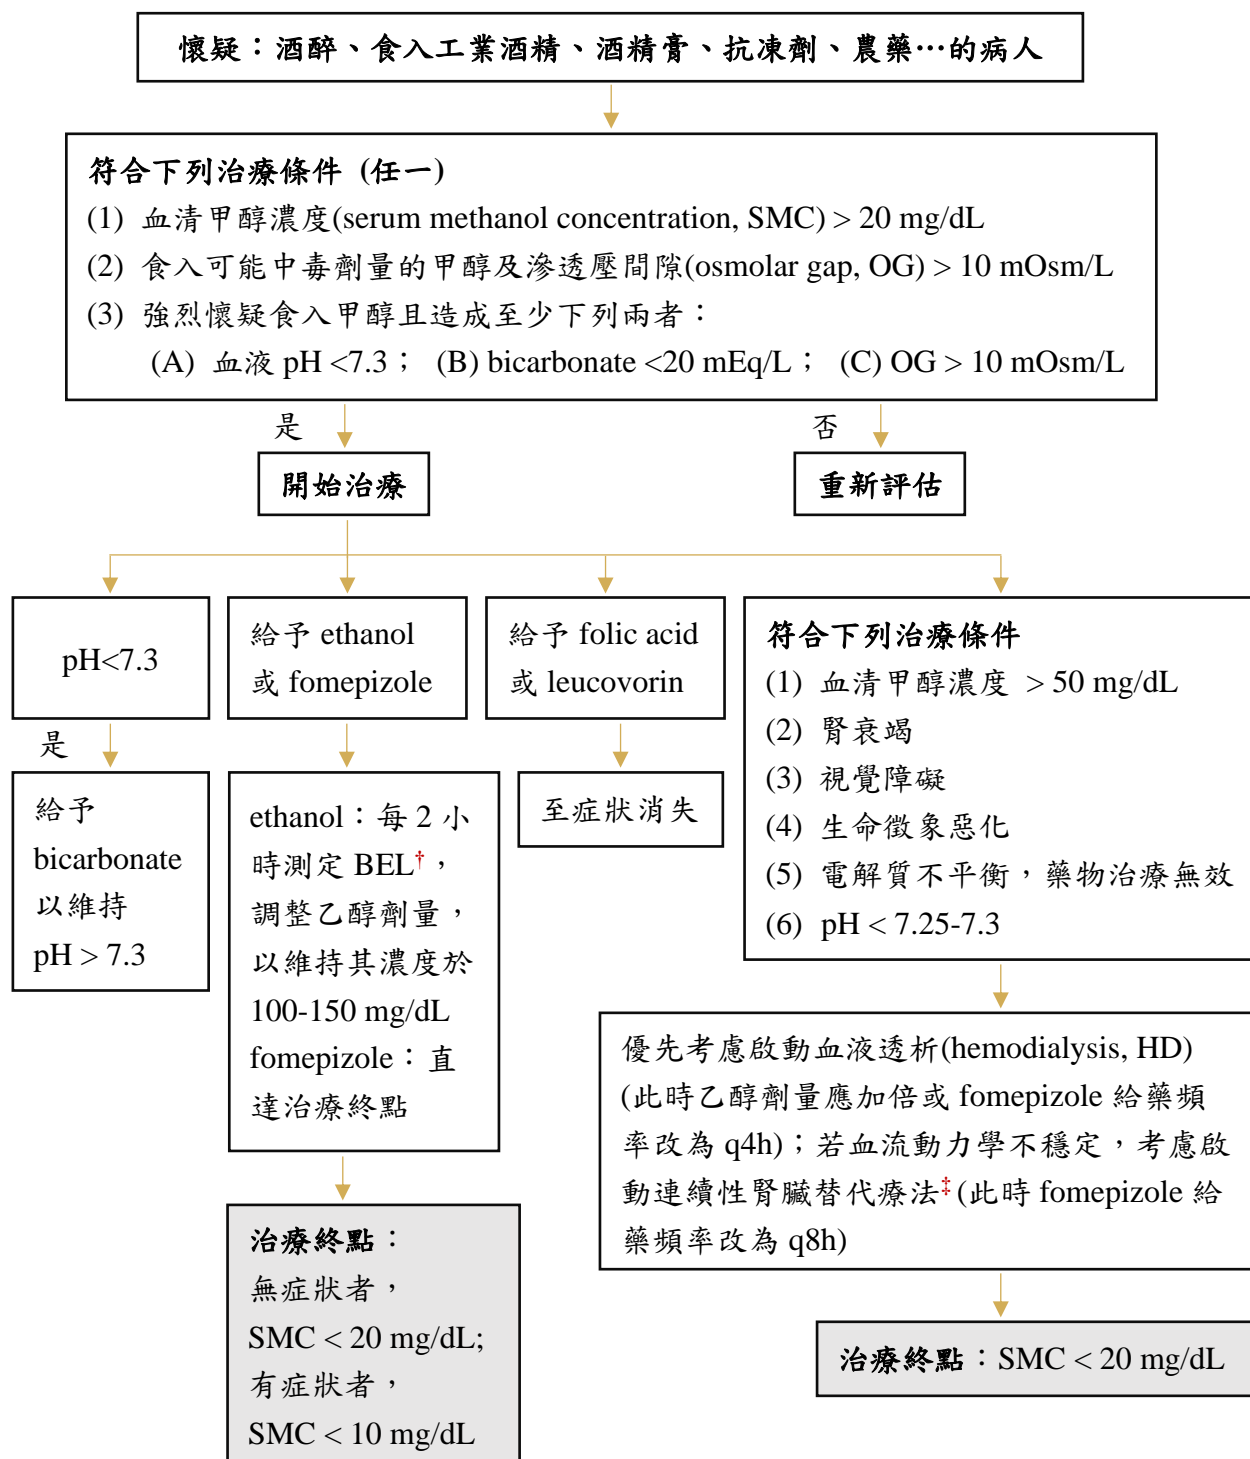 懷疑：酒醉、食入工業酒精、酒精膏、抗凍劑、農藥…的病人
符合下列治療條件 (任一)
(1) 血清甲醇濃度(serum methanol concentration, SMC) > 20 mg/dL
(2) 食入可能中毒劑量的甲醇及滲透壓間隙(osmolar gap, OG) > 10 mOsm/L
(3) 強烈懷疑食入甲醇且造成至少下列兩者：
(A) 血液 pH <7.3； (B) bicarbonate <20 mEq/L； (C) OG > 10 mOsm/L
是
否
開始治療
重新評估
pH<7.3
是
給予
bicarbonate
以維持
pH > 7.3
給予 ethanol
或 fomepizole
ethanol：每 2 小
時測定 BEL†，
調整乙醇劑量，
以維持其濃度於
100-150 mg/dL
fomepizole：直
達治療終點
治療終點：
無症狀者，
SMC < 20 mg/dL;
有症狀者，
SMC < 10 mg/dL
給予 folic acid
或 leucovorin
至症狀消失
符合下列治療條件
(1) 血清甲醇濃度 > 50 mg/dL
(2) 腎衰竭
(3) 視覺障礙
(4) 生命徵象惡化
(5) 電解質不平衡，藥物治療無效
(6) pH < 7.25-7.3
優先考慮啟動血液透析(hemodialysis, HD)
(此時乙醇劑量應加倍或 fomepizole 給藥頻
率改為 q4h)；若血流動力學不穩定，考慮啟
動連續性腎臟替代療法‡ (此時 fomepizole 給
藥頻率改為 q8h)
治療終點：SMC < 20 mg/dL